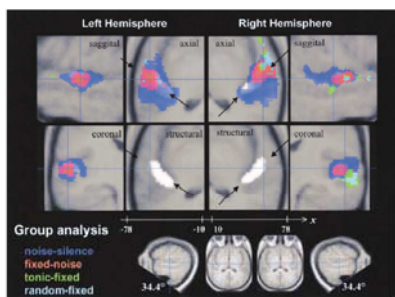 Left Hemisphere Right Hemisphere
saggital axial axial saggital
coronal structural structural coronal
-78 -10 10 78 x
Group analysis
noise-silence
fixed-noise
tonic-fixed
random-fixed
34.4° 34.4°